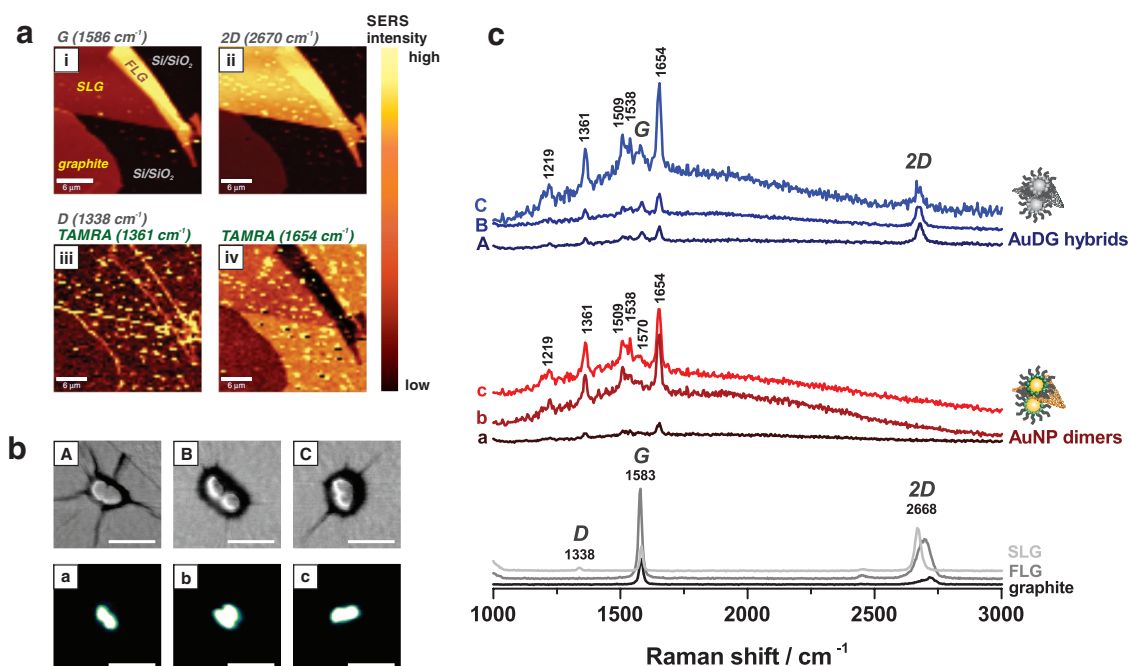 a
G (1586 cm⁻¹)
2D (2670 cm⁻¹)
SERS
intensity
high
low
i
Si/SiO₂
FLG
SLG
graphite
Si/SiO₂
6 µm
ii
6 µm
D (1338 cm⁻¹)
TAMRA (1361 cm⁻¹)
TAMRA (1654 cm⁻¹)
iii
6 µm
iv
6 µm
b
A
B
C
a
b
c
c
1219
1361
1509
1538
G
1654
2D
C
B
A
AuDG hybrids
1219
1361
1509
1538
1570
1654
c
b
a
AuNP dimers
G
1583
D
1338
2D
2668
SLG
FLG
graphite
1000
1500
2000
2500
3000
Raman shift / cm⁻¹